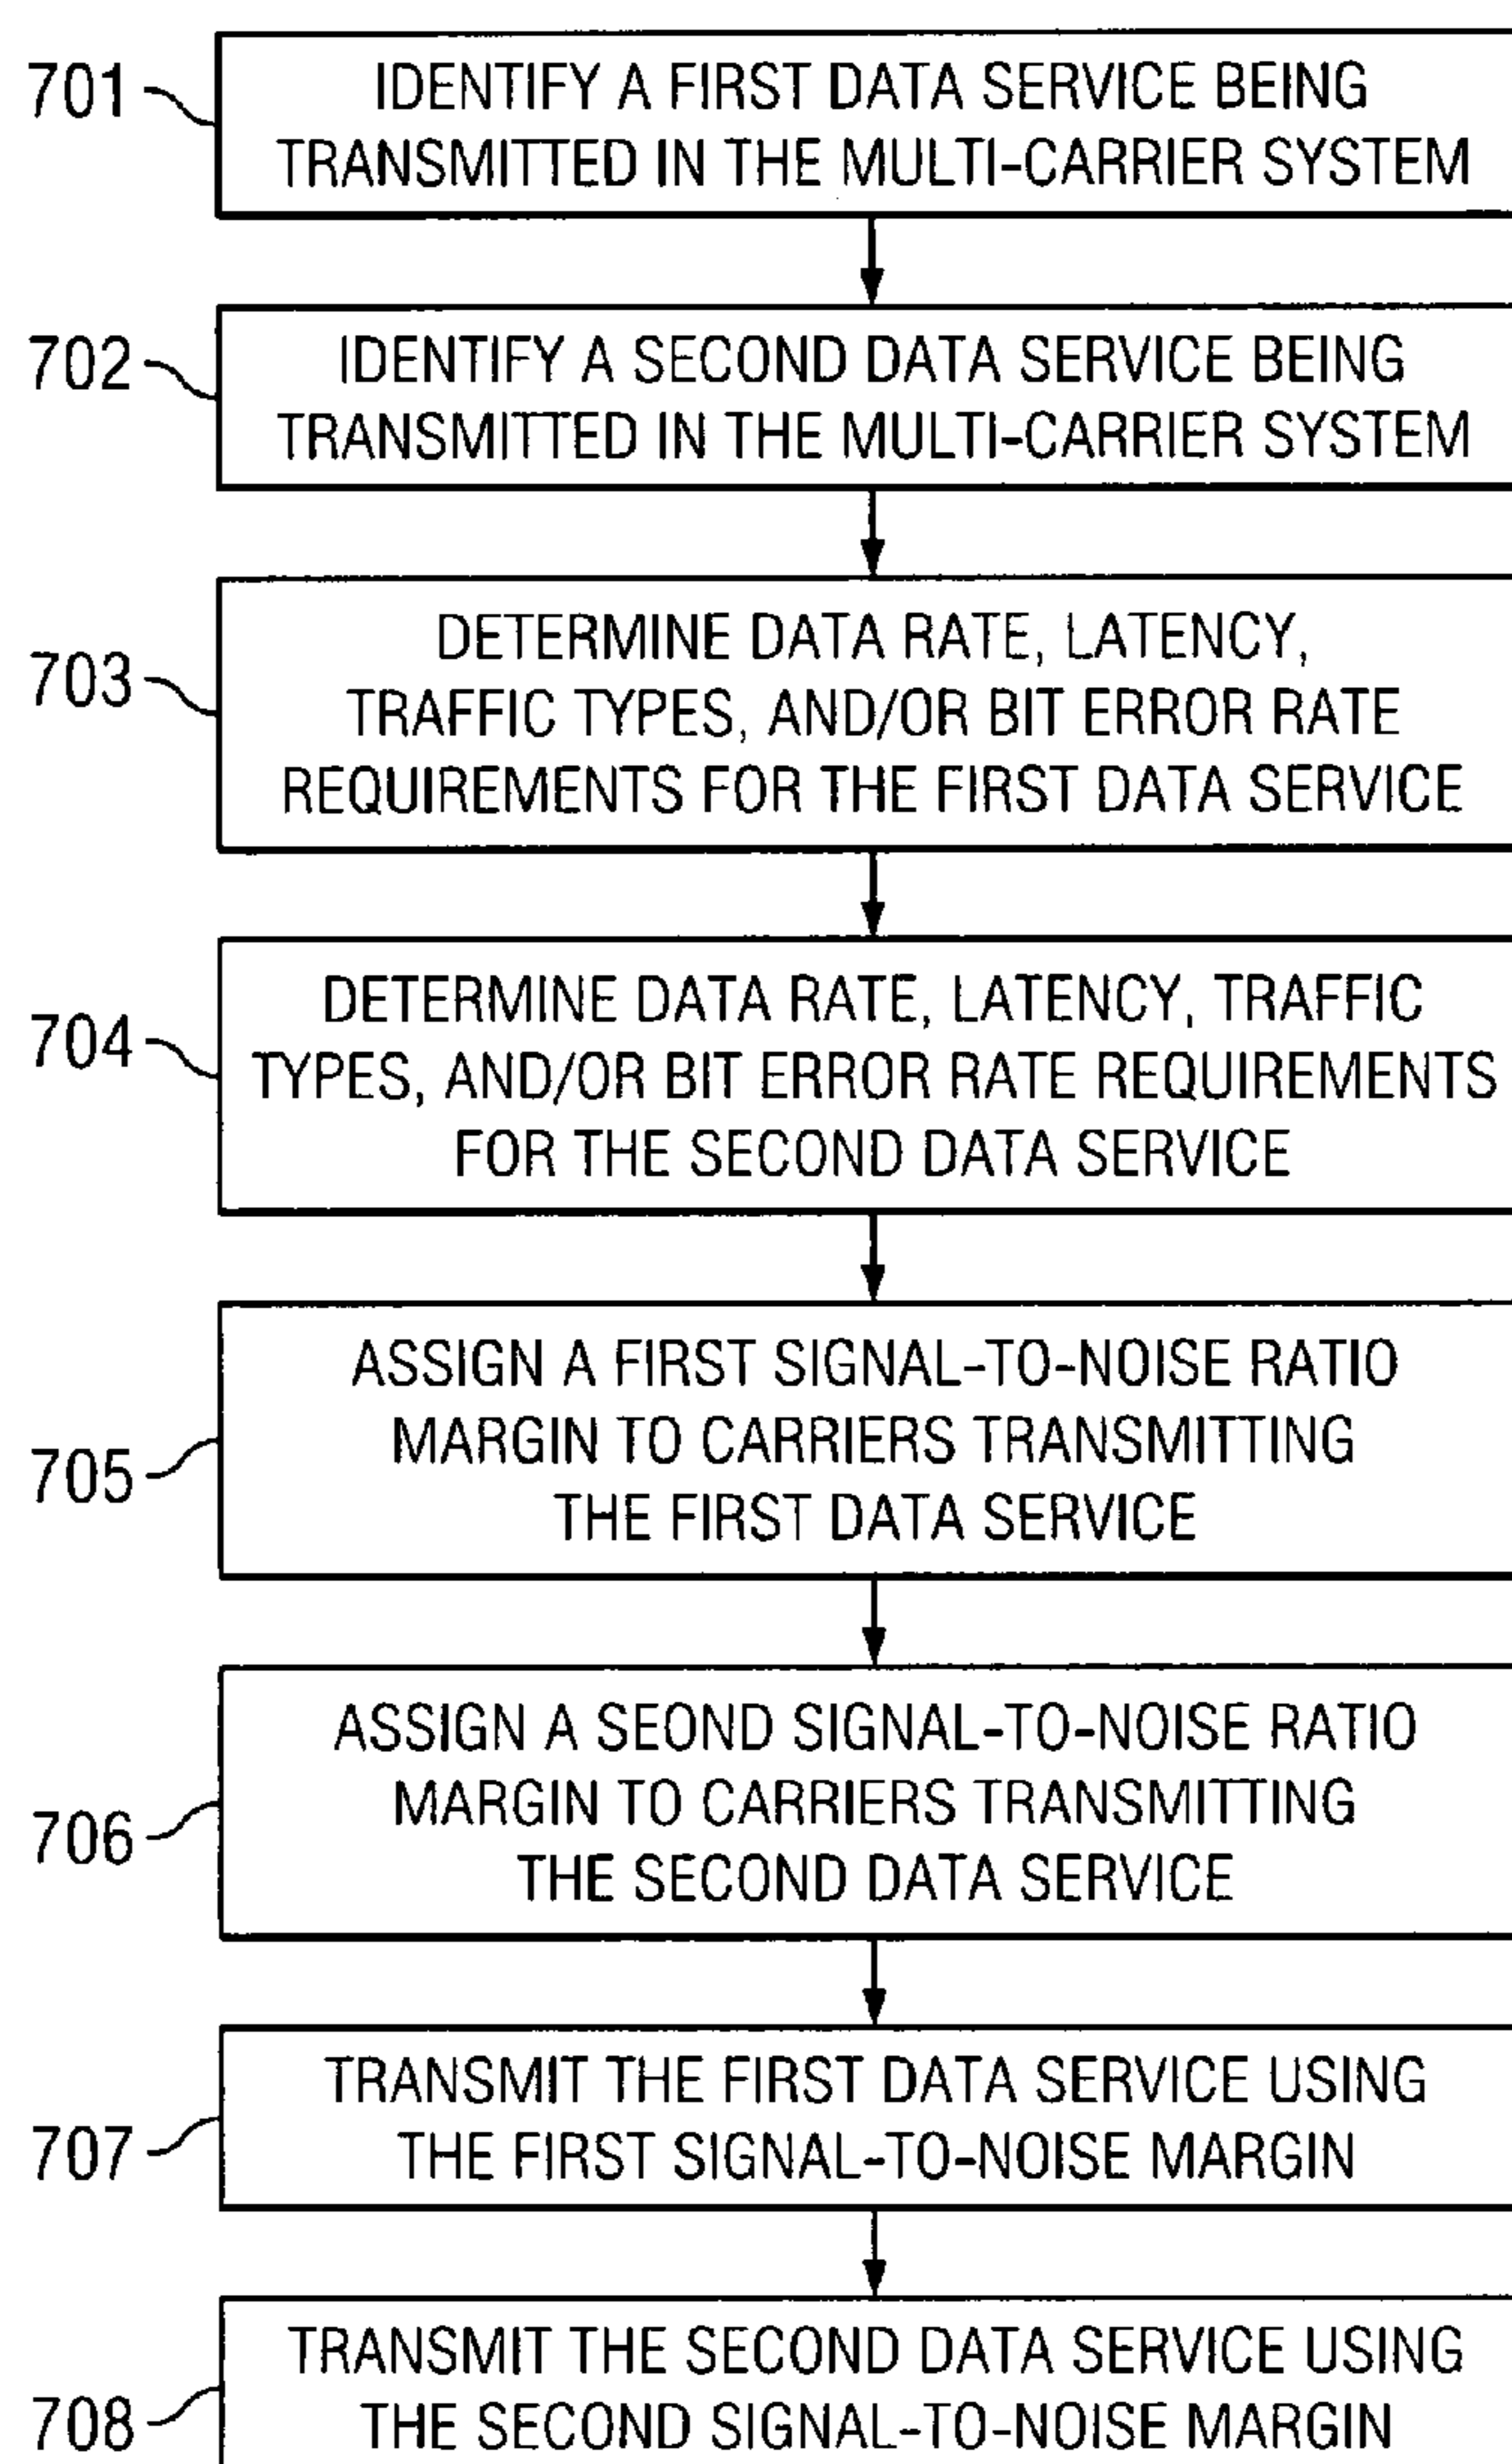 701
IDENTIFY A FIRST DATA SERVICE BEING
TRANSMITTED IN THE MULTI-CARRIER SYSTEM
702
IDENTIFY A SECOND DATA SERVICE BEING
TRANSMITTED IN THE MULTI-CARRIER SYSTEM
703
DETERMINE DATA RATE, LATENCY,
TRAFFIC TYPES, AND/OR BIT ERROR RATE
REQUIREMENTS FOR THE FIRST DATA SERVICE
704
DETERMINE DATA RATE, LATENCY, TRAFFIC
TYPES, AND/OR BIT ERROR RATE REQUIREMENTS
FOR THE SECOND DATA SERVICE
705
ASSIGN A FIRST SIGNAL-TO-NOISE RATIO
MARGIN TO CARRIERS TRANSMITTING
THE FIRST DATA SERVICE
706
ASSIGN A SEOND SIGNAL-TO-NOISE RATIO
MARGIN TO CARRIERS TRANSMITTING
THE SECOND DATA SERVICE
707
TRANSMIT THE FIRST DATA SERVICE USING
THE FIRST SIGNAL-TO-NOISE MARGIN
708
TRANSMIT THE SECOND DATA SERVICE USING
THE SECOND SIGNAL-TO-NOISE MARGIN